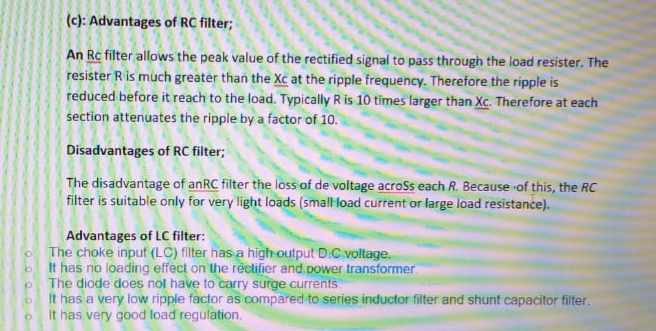 (c): Advantages of RC filter;
An Rc filter allows the peak value of the rectified signal to pass through the load resister. The
resister R is much greater than the Xc at the ripple frequency. Therefore the ripple is
reduced before it reach to the load. Typically R is 10 times larger than Xc. Therefore at each
section attenuates the ripple by a factor of 10.
Disadvantages of RC filter;
The disadvantage of anRC filter the loss of de voltage acroSs each R. Because -of this, the RC
filter is suitable only for very light loads (small load current or large load resistance).
Advantages of LC filter:
o The choke input (LC) filter has a high output D.C voltage.
o It has no loading effect on the rectifier and power transformer.
o The diode does not have to carry surge currents.
o It has a very low ripple factor as compared to series inductor filter and shunt capacitor filter.
o It has very good load regulation.